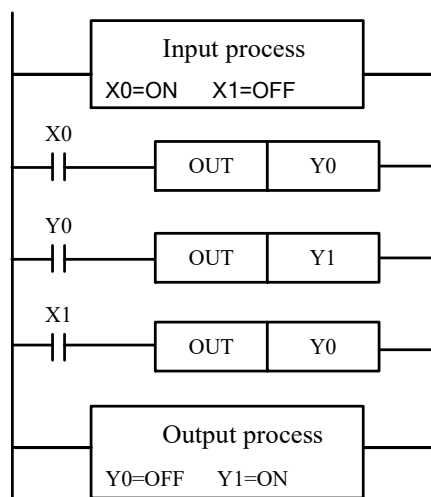 Input process
X0=ON X1=OFF
X0
OUT Y0
Y0
OUT Y1
X1
OUT Y0
Output process
Y0=OFF Y1=ON